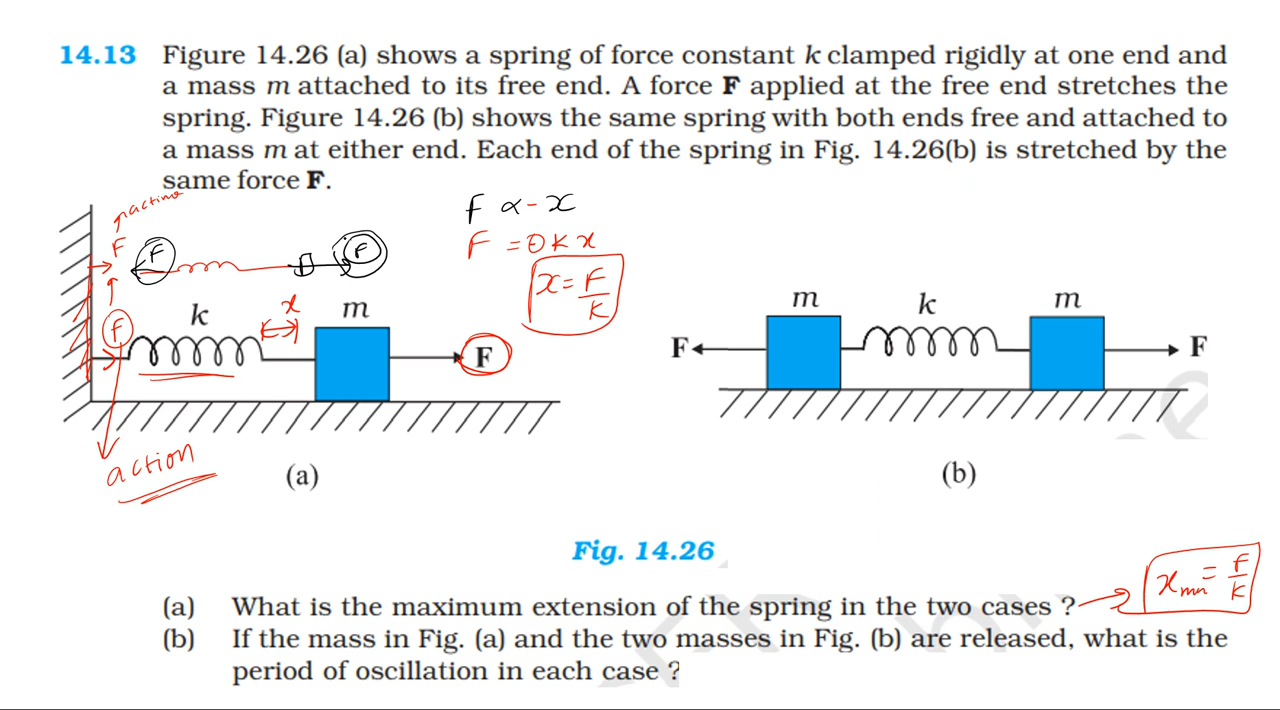 14.13 Figure 14.26 (a) shows a spring of force constant k clamped rigidly at one end and
a mass m attached to its free end. A force F applied at the free end stretches the
spring. Figure 14.26 (b) shows the same spring with both ends free and attached to
a mass m at either end. Each end of the spring in Fig. 14.26(b) is stretched by the
same force F.
F ∝ - x
F = ⊖ K x
x = F/K
F
F
F
k
x
m
F
F
action
(a)
m
k
m
F
F
(b)
Fig. 14.26
(a) What is the maximum extension of the spring in the two cases ?
x = F/K
(b) If the mass in Fig. (a) and the two masses in Fig. (b) are released, what is the
period of oscillation in each case ?